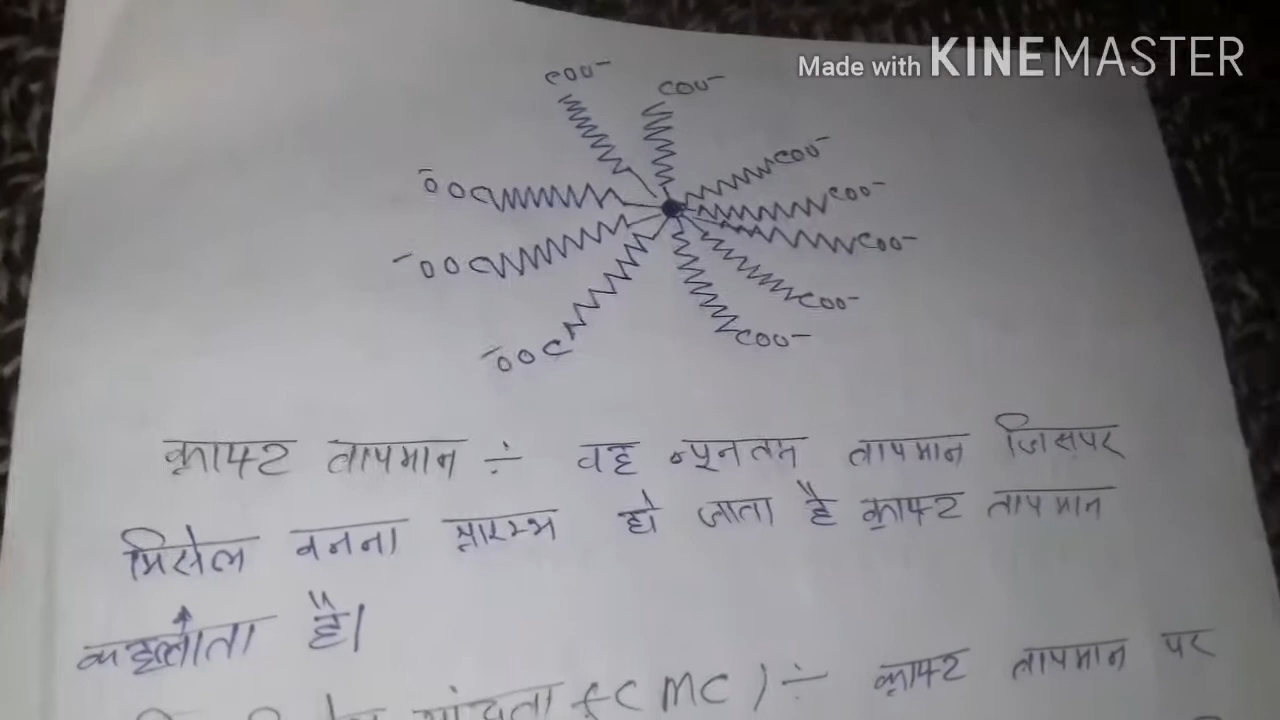 Made with KINEMASTER
COO⁻
COO⁻
COO⁻
⁻OOC
COO⁻
COO⁻
⁻OOC
COO⁻
COO⁻
⁻OOC
क्राफ्ट तापमान ÷ वह न्यूनतम तापमान जिसपर
मिसेल बनना प्रारम्भ हो जाता है क्राफ्ट तापमान
कहलाता है।
सांद्रता (CMC) ÷ क्राफ्ट तापमान पर